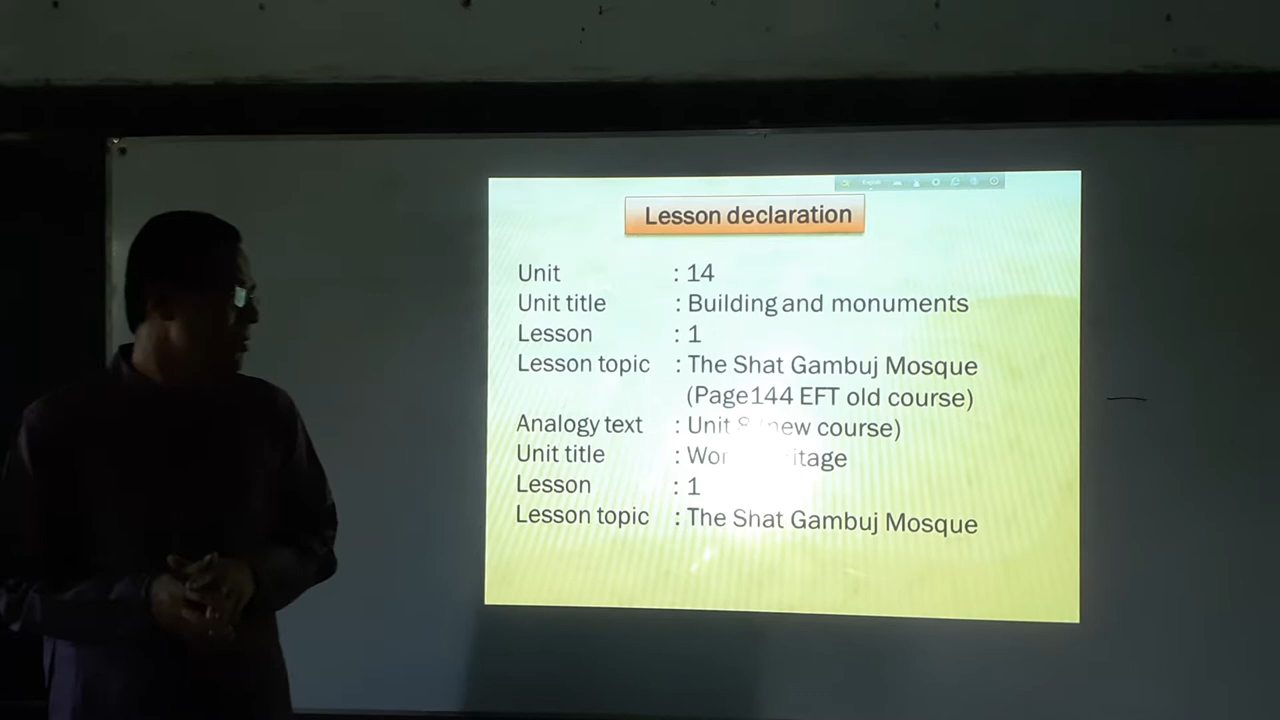 English
Lesson declaration
Unit : 14
Unit title : Building and monuments
Lesson : 1
Lesson topic : The Shat Gambuj Mosque
(Page144 EFT old course)
Analogy text : Unit course)
Unit title :
Lesson : 1
Lesson topic : The Shat Gambuj Mosque